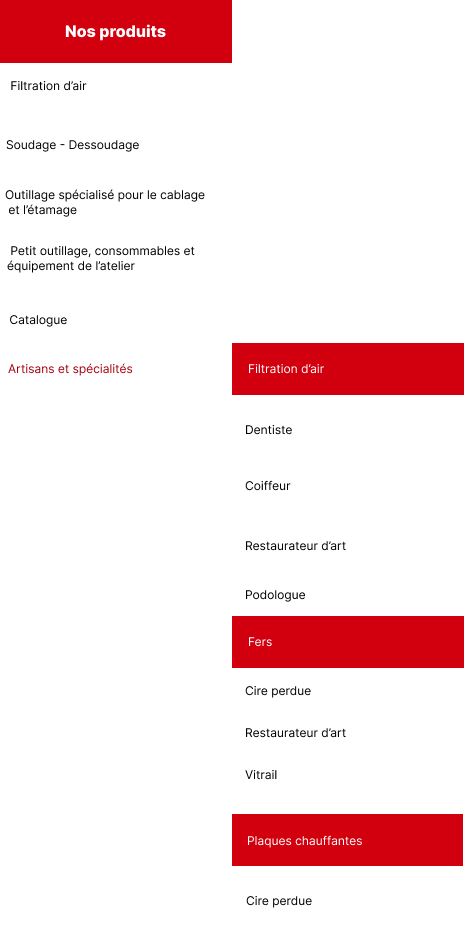 Nos produits
Filtration d’air
Soudage - Dessoudage
Outillage spécialisé pour le cablage
et l’étamage
Petit outillage, consommables et
équipement de l’atelier
Catalogue
Artisans et spécialités
Filtration d’air
Dentiste
Coiffeur
Restaurateur d’art
Podologue
Fers
Cire perdue
Restaurateur d’art
Vitrail
Plaques chauffantes
Cire perdue